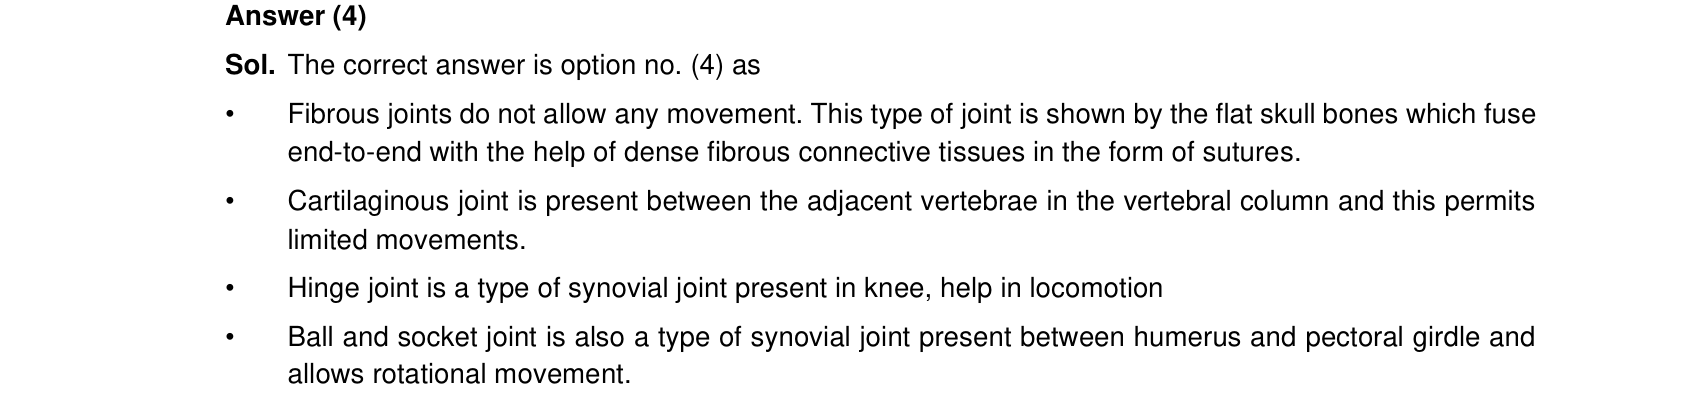 Answer (4)
Sol. The correct answer is option no. (4) as
• Fibrous joints do not allow any movement. This type of joint is shown by the flat skull bones which fuse
end-to-end with the help of dense fibrous connective tissues in the form of sutures.
• Cartilaginous joint is present between the adjacent vertebrae in the vertebral column and this permits
limited movements.
• Hinge joint is a type of synovial joint present in knee, help in locomotion
• Ball and socket joint is also a type of synovial joint present between humerus and pectoral girdle and
allows rotational movement.